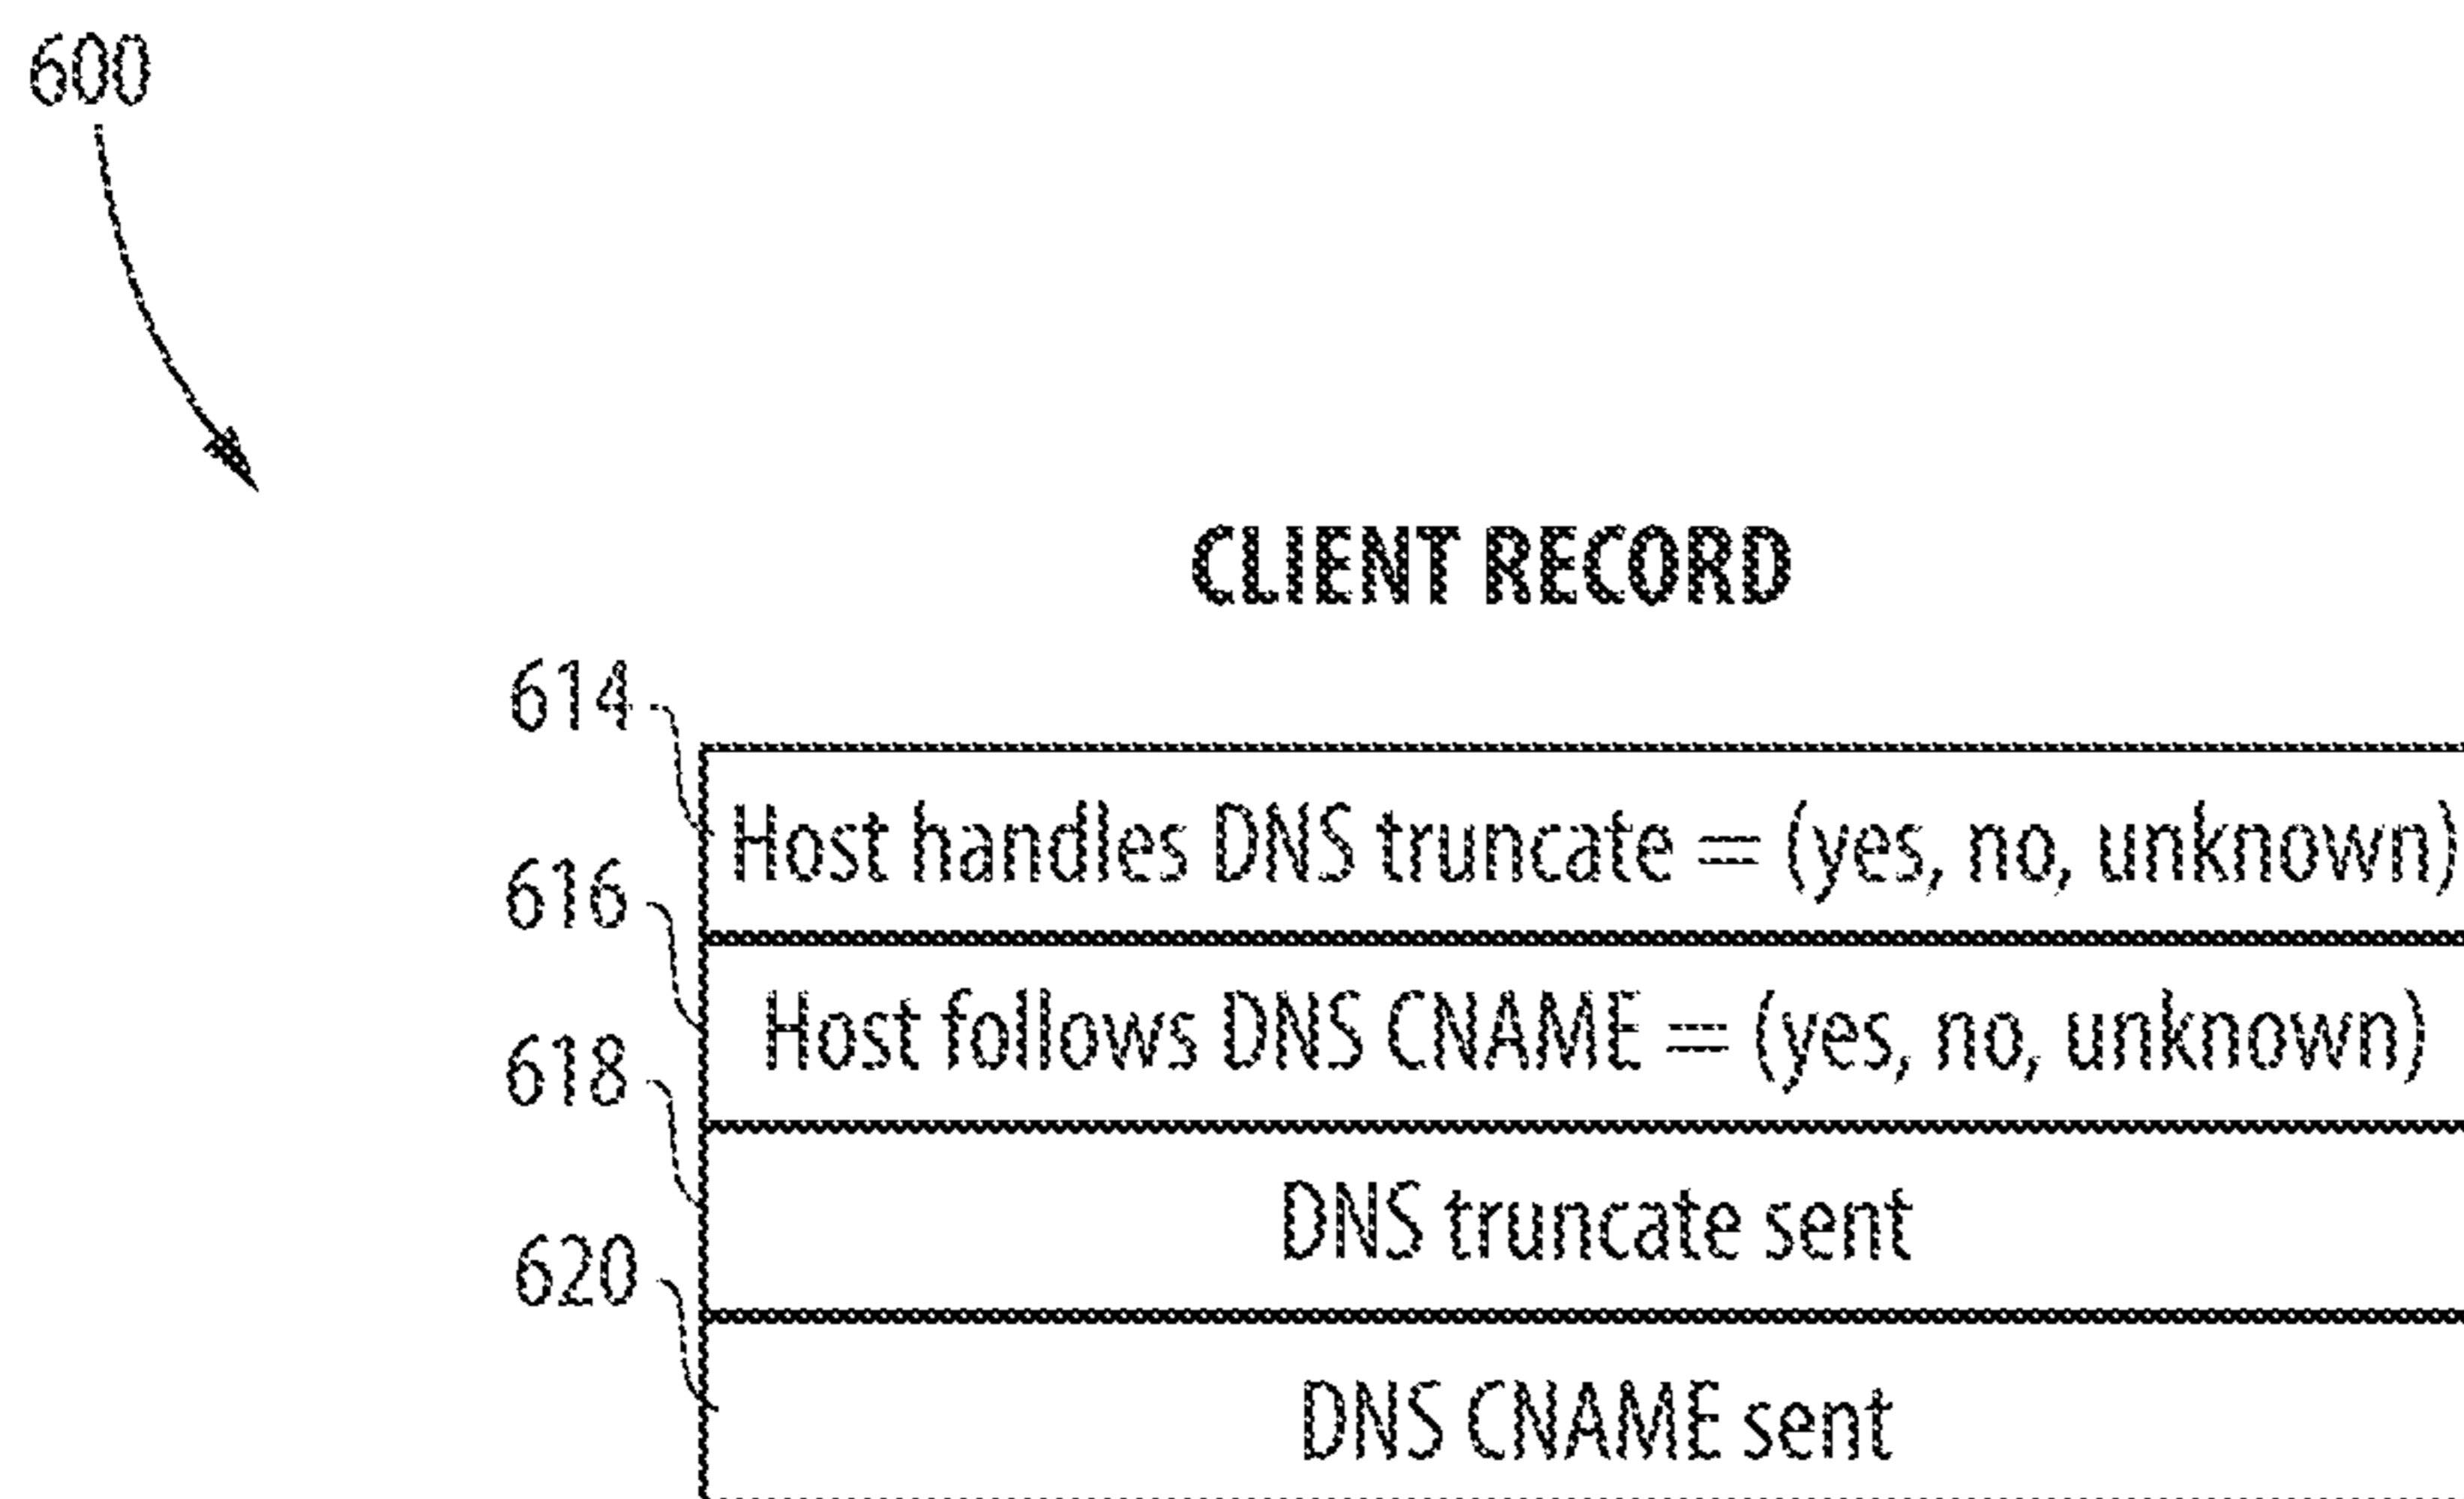 600
CLIENT RECORD
614
Host handles DNS truncate = (yes, no, unknown)
616
Host follows DNS CNAME = (yes, no, unknown)
618
DNS truncate sent
620
DNS CNAME sent